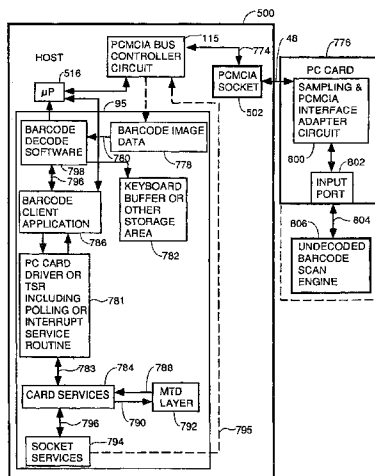 500
HOST
115
PCMCIA BUS
CONTROLLER
CIRCUIT
774
48
776
516
µP
95
PCMCIA
SOCKET
502
PC CARD
SAMPLING &
PCMCIA
INTERFACE
ADAPTER
CIRCUIT
800
802
INPUT
PORT
804
806
UNDECODED
BARCODE
SCAN
ENGINE
BARCODE
DECODE
SOFTWARE
798
796
780
BARCODE IMAGE
DATA
778
KEYBOARD
BUFFER OR
OTHER
STORAGE
AREA
782
BARCODE
CLIENT
APPLICATION
786
PC CARD
DRIVER OR
TSR
INCLUDING
POLLING OR
INTERRUPT
SERVICE
ROUTINE
781
783
784
788
CARD SERVICES
790
MTD
LAYER
792
796
794
SOCKET
SERVICES
795